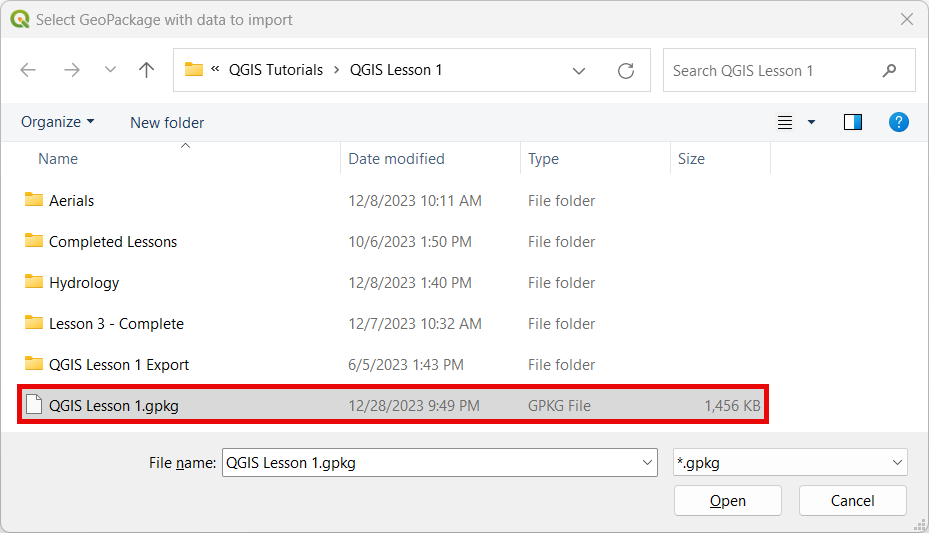 Select GeoPackage with data to import
« QGIS Tutorials > QGIS Lesson 1
Search QGIS Lesson 1
Organize New folder ?
Name Date modified Type Size
Aerials 12/8/2023 10:11 AM File folder
Completed Lessons 10/6/2023 1:50 PM File folder
Hydrology 12/8/2023 1:40 PM File folder
Lesson 3 - Complete 12/7/2023 10:32 AM File folder
QGIS Lesson 1 Export 6/5/2023 1:43 PM File folder
QGIS Lesson 1.gpkg 12/28/2023 9:49 PM GPKG File 1,456 KB
File name: QGIS Lesson 1.gpkg *.gpkg
Open Cancel